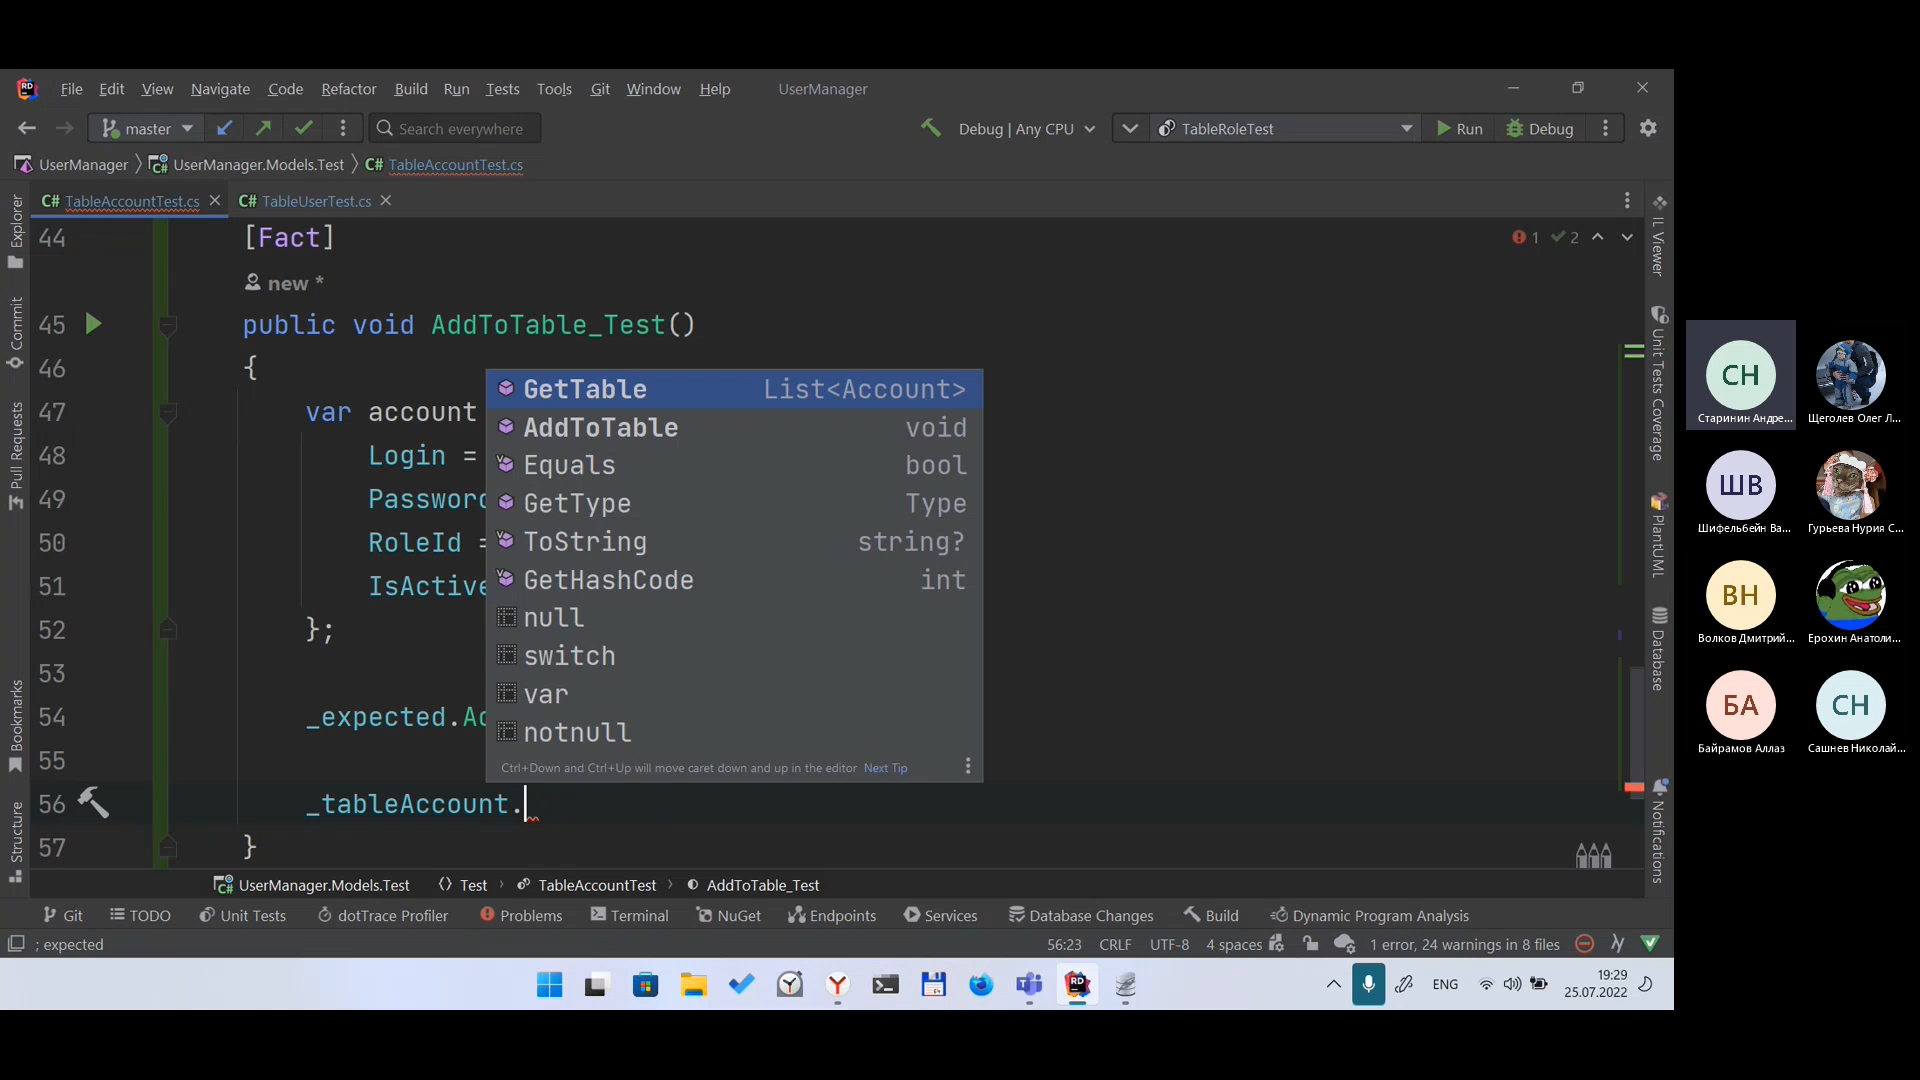 File Edit View Navigate Code Refactor Build Run Tests Tools Git Window Help UserManager
master Search everywhere Debug | Any CPU TableRoleTest Run Debug
UserManager UserManager.Models.Test C# TableAccountTest.cs
C# TableAccountTest.cs C# TableUserTest.cs
44 [Fact] 1 2
new *
45 public void AddToTable_Test()
46 {
47 var account
48 Login =
49 Password
50 RoleId =
51 IsActive
52 };
53
54 _expected.Ad
55
56 _tableAccount.
57 }
GetTable List<Account>
AddToTable void
Equals bool
GetType Type
ToString string?
GetHashCode int
null
switch
var
notnull
Ctrl+Down and Ctrl+Up will move caret down and up in the editor Next Tip
Explorer
Commit
Pull Requests
Bookmarks
Structure
IL Viewer
Unit Tests Coverage
PlantUML
Database
Notifications
UserManager.Models.Test Test TableAccountTest AddToTable_Test
Git TODO Unit Tests dotTrace Profiler Problems Terminal NuGet Endpoints Services Database Changes Build Dynamic Program Analysis
; expected 56:23 CRLF UTF-8 4 spaces 1 error, 24 warnings in 8 files
ENG 19:29
25.07.2022
СН
Старинин Андре...
Щеголев Олег Л...
ШВ
Шифельбейн Ва...
Гурьева Нурия С...
ВН
Волков Дмитрий...
Ерохин Анатоли...
БА
Байрамов Аллаз
СН
Сашнев Николай...